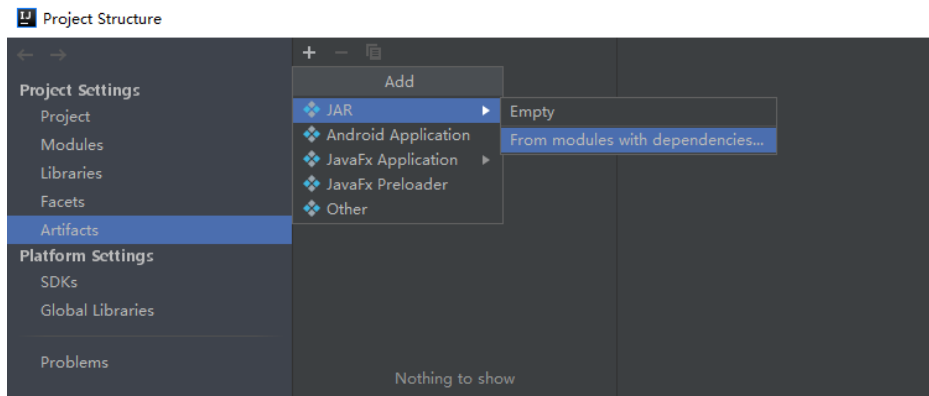 IJ
Project Structure
Project Settings
Project
Modules
Libraries
Facets
Artifacts
Platform Settings
SDKs
Global Libraries
Problems
Add
JAR
Android Application
JavaFx Application
JavaFx Preloader
Other
Empty
From modules with dependencies...
Nothing to show